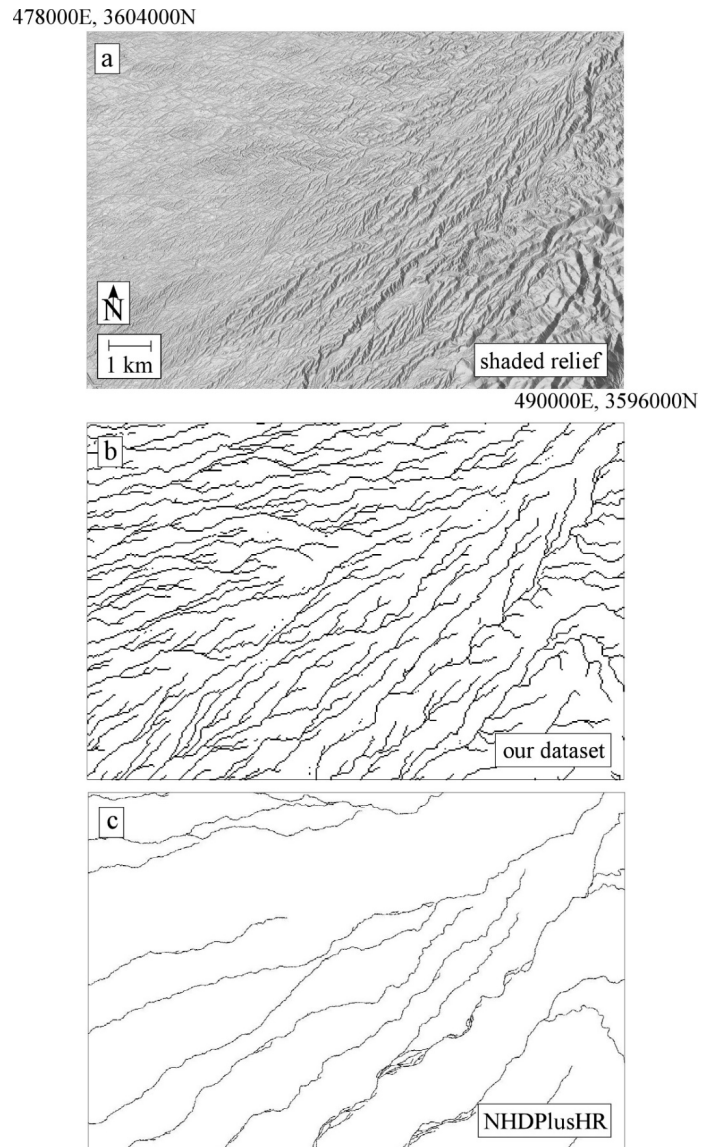 478000E, 3604000N
a
N
1 km
shaded relief
490000E, 3596000N
b
our dataset
c
NHDPlusHR